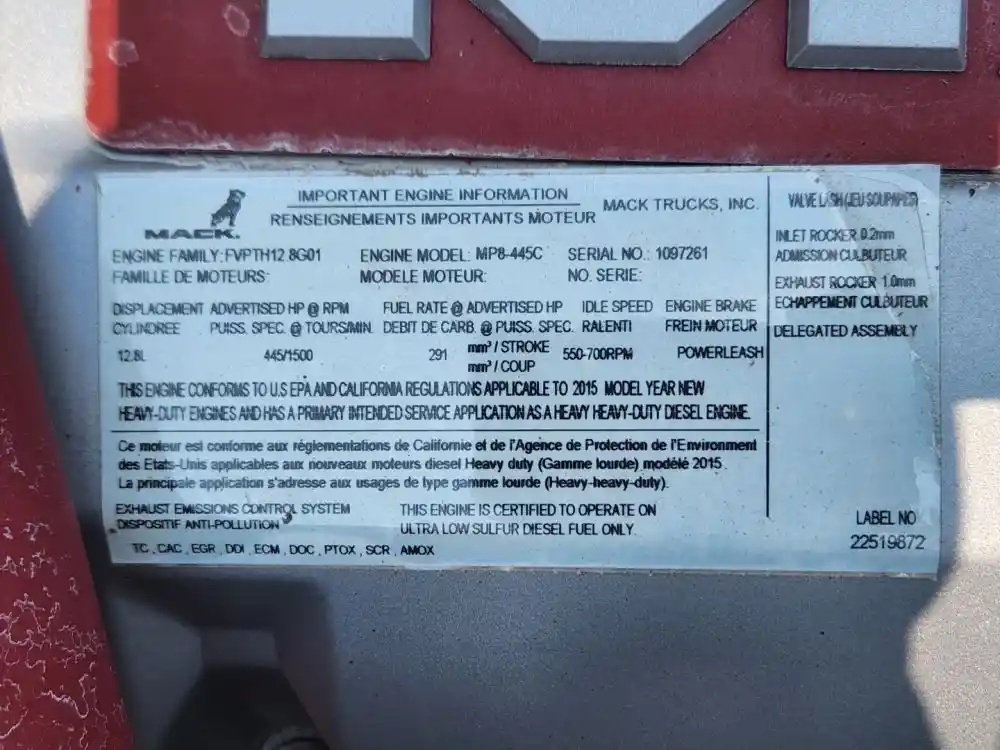 MACK.
IMPORTANT ENGINE INFORMATION
RENSEIGNEMENTS IMPORTANTS MOTEUR
MACK TRUCKS, INC.
ENGINE FAMILY: FVPTH12.8G01 ENGINE MODEL: MP8-445C SERIAL NO.: 1097261
FAMILLE DE MOTEURS: MODELE MOTEUR: NO. SERIE:
DISPLACEMENT ADVERTISED HP @ RPM FUEL RATE @ ADVERTISED HP IDLE SPEED ENGINE BRAKE
CYLINDREE PUISS. SPEC. @ TOURS/MIN. DEBIT DE CARB. @ PUISS. SPEC. RALENTI FREIN MOTEUR
12.8L 445/1500 291 mm³ / STROKE 550-700RPM POWERLEASH
mm³ / COUP
THIS ENGINE CONFORMS TO U.S EPA AND CALIFORNIA REGULATIONS APPLICABLE TO 2015 MODEL YEAR NEW
HEAVY-DUTY ENGINES AND HAS A PRIMARY INTENDED SERVICE APPLICATION AS A HEAVY HEAVY-DUTY DIESEL ENGINE.
Ce moteur est conforme aux réglementations de Californie et de l'Agence de Protection de l'Environment
des Etats-Unis applicables aux nouveaux moteurs diesel Heavy duty (Gamme lourde) modélé 2015.
La principale application s'adresse aux usages de type gamme lourde (Heavy-heavy-duty).
EXHAUST EMISSIONS CONTROL SYSTEM THIS ENGINE IS CERTIFIED TO OPERATE ON
DISPOSITIF ANTI-POLLUTION ULTRA LOW SULFUR DIESEL FUEL ONLY.
TC , CAC , EGR , DDI , ECM , DOC , PTOX , SCR , AMOX
VALVE LASH (JEU SOUPAPES)
INLET ROCKER 0.2mm
ADMISSION CULBUTEUR
EXHAUST ROCKER 1.0mm
ECHAPPEMENT CULBUTEUR
DELEGATED ASSEMBLY
LABEL NO
22519872